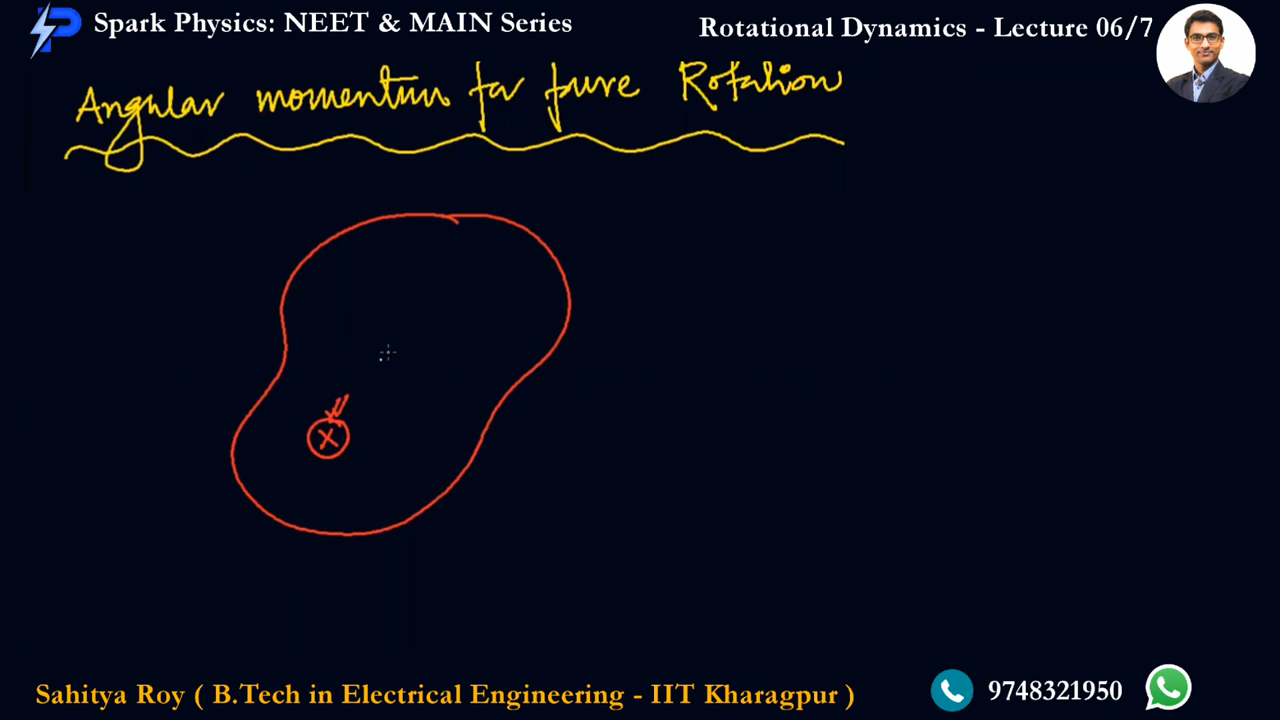 Spark Physics: NEET & MAIN Series
Rotational Dynamics - Lecture 06/7
Angular momentum for pure Rotation
X
Sahitya Roy ( B.Tech in Electrical Engineering - IIT Kharagpur )
9748321950